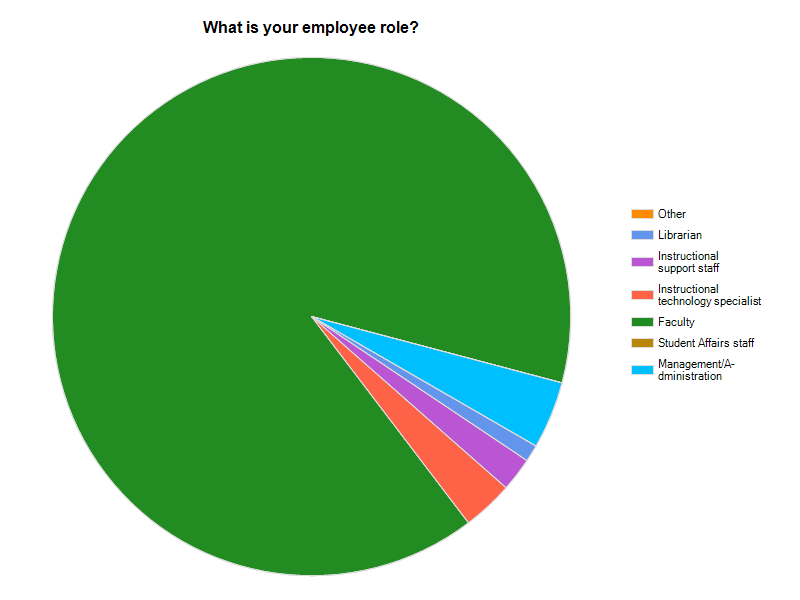 What is your employee role?
Other
Librarian
Instructional
support staff
Instructional
technology specialist
Faculty
Student Affairs staff
Management/A-
dministration